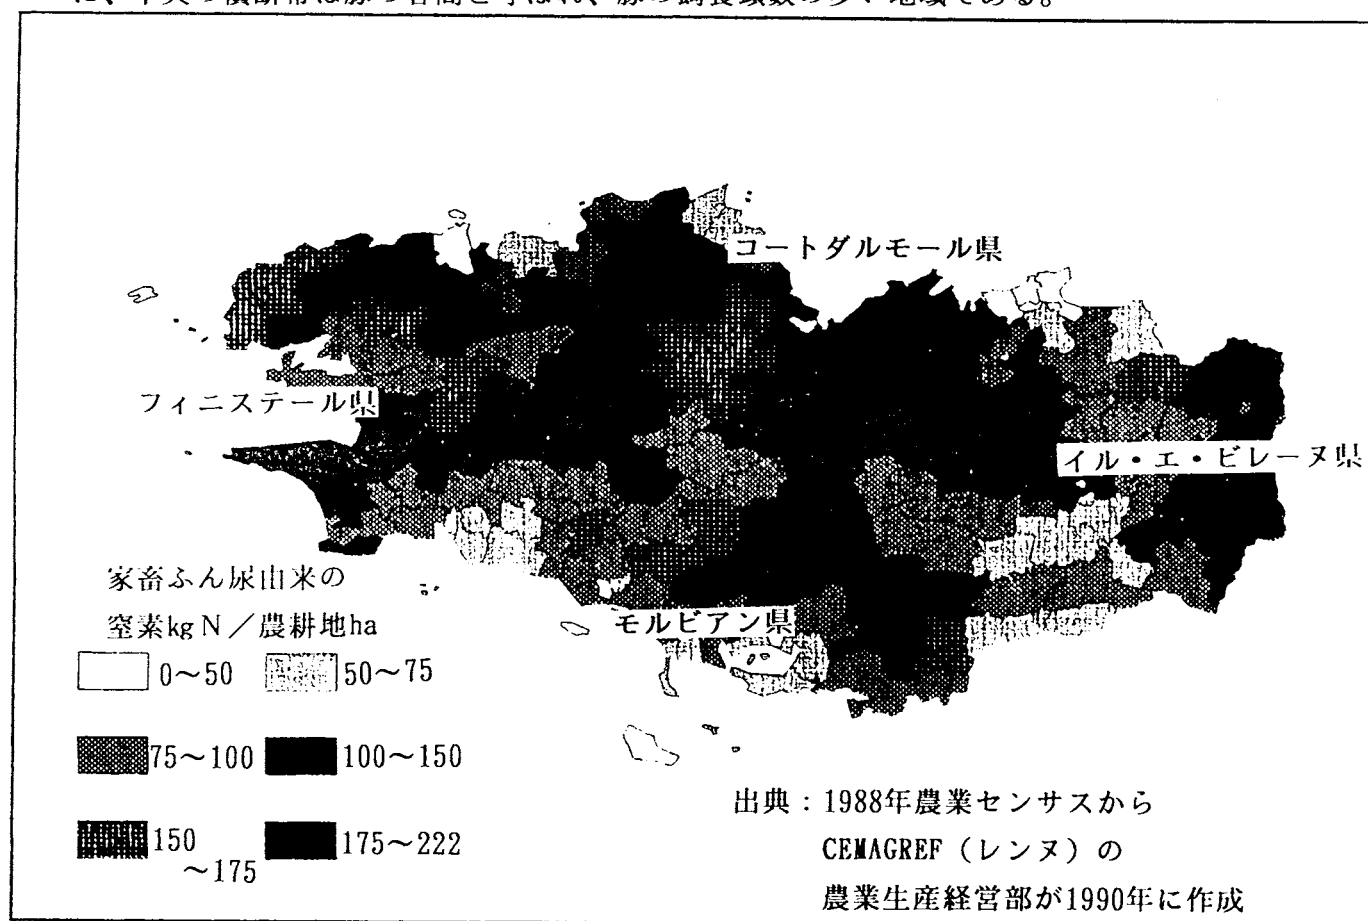 コートダルモール県
フィニステール県
イル・エ・ビレーヌ県
モルビアン県
家畜ふん尿由来の
窒素kgN／農耕地ha
0～50 50～75
75～100 100～150
150
～175 175～222
出典：1988年農業センサスから
CEMAGREF（レンヌ）の
農業生産経営部が1990年に作成